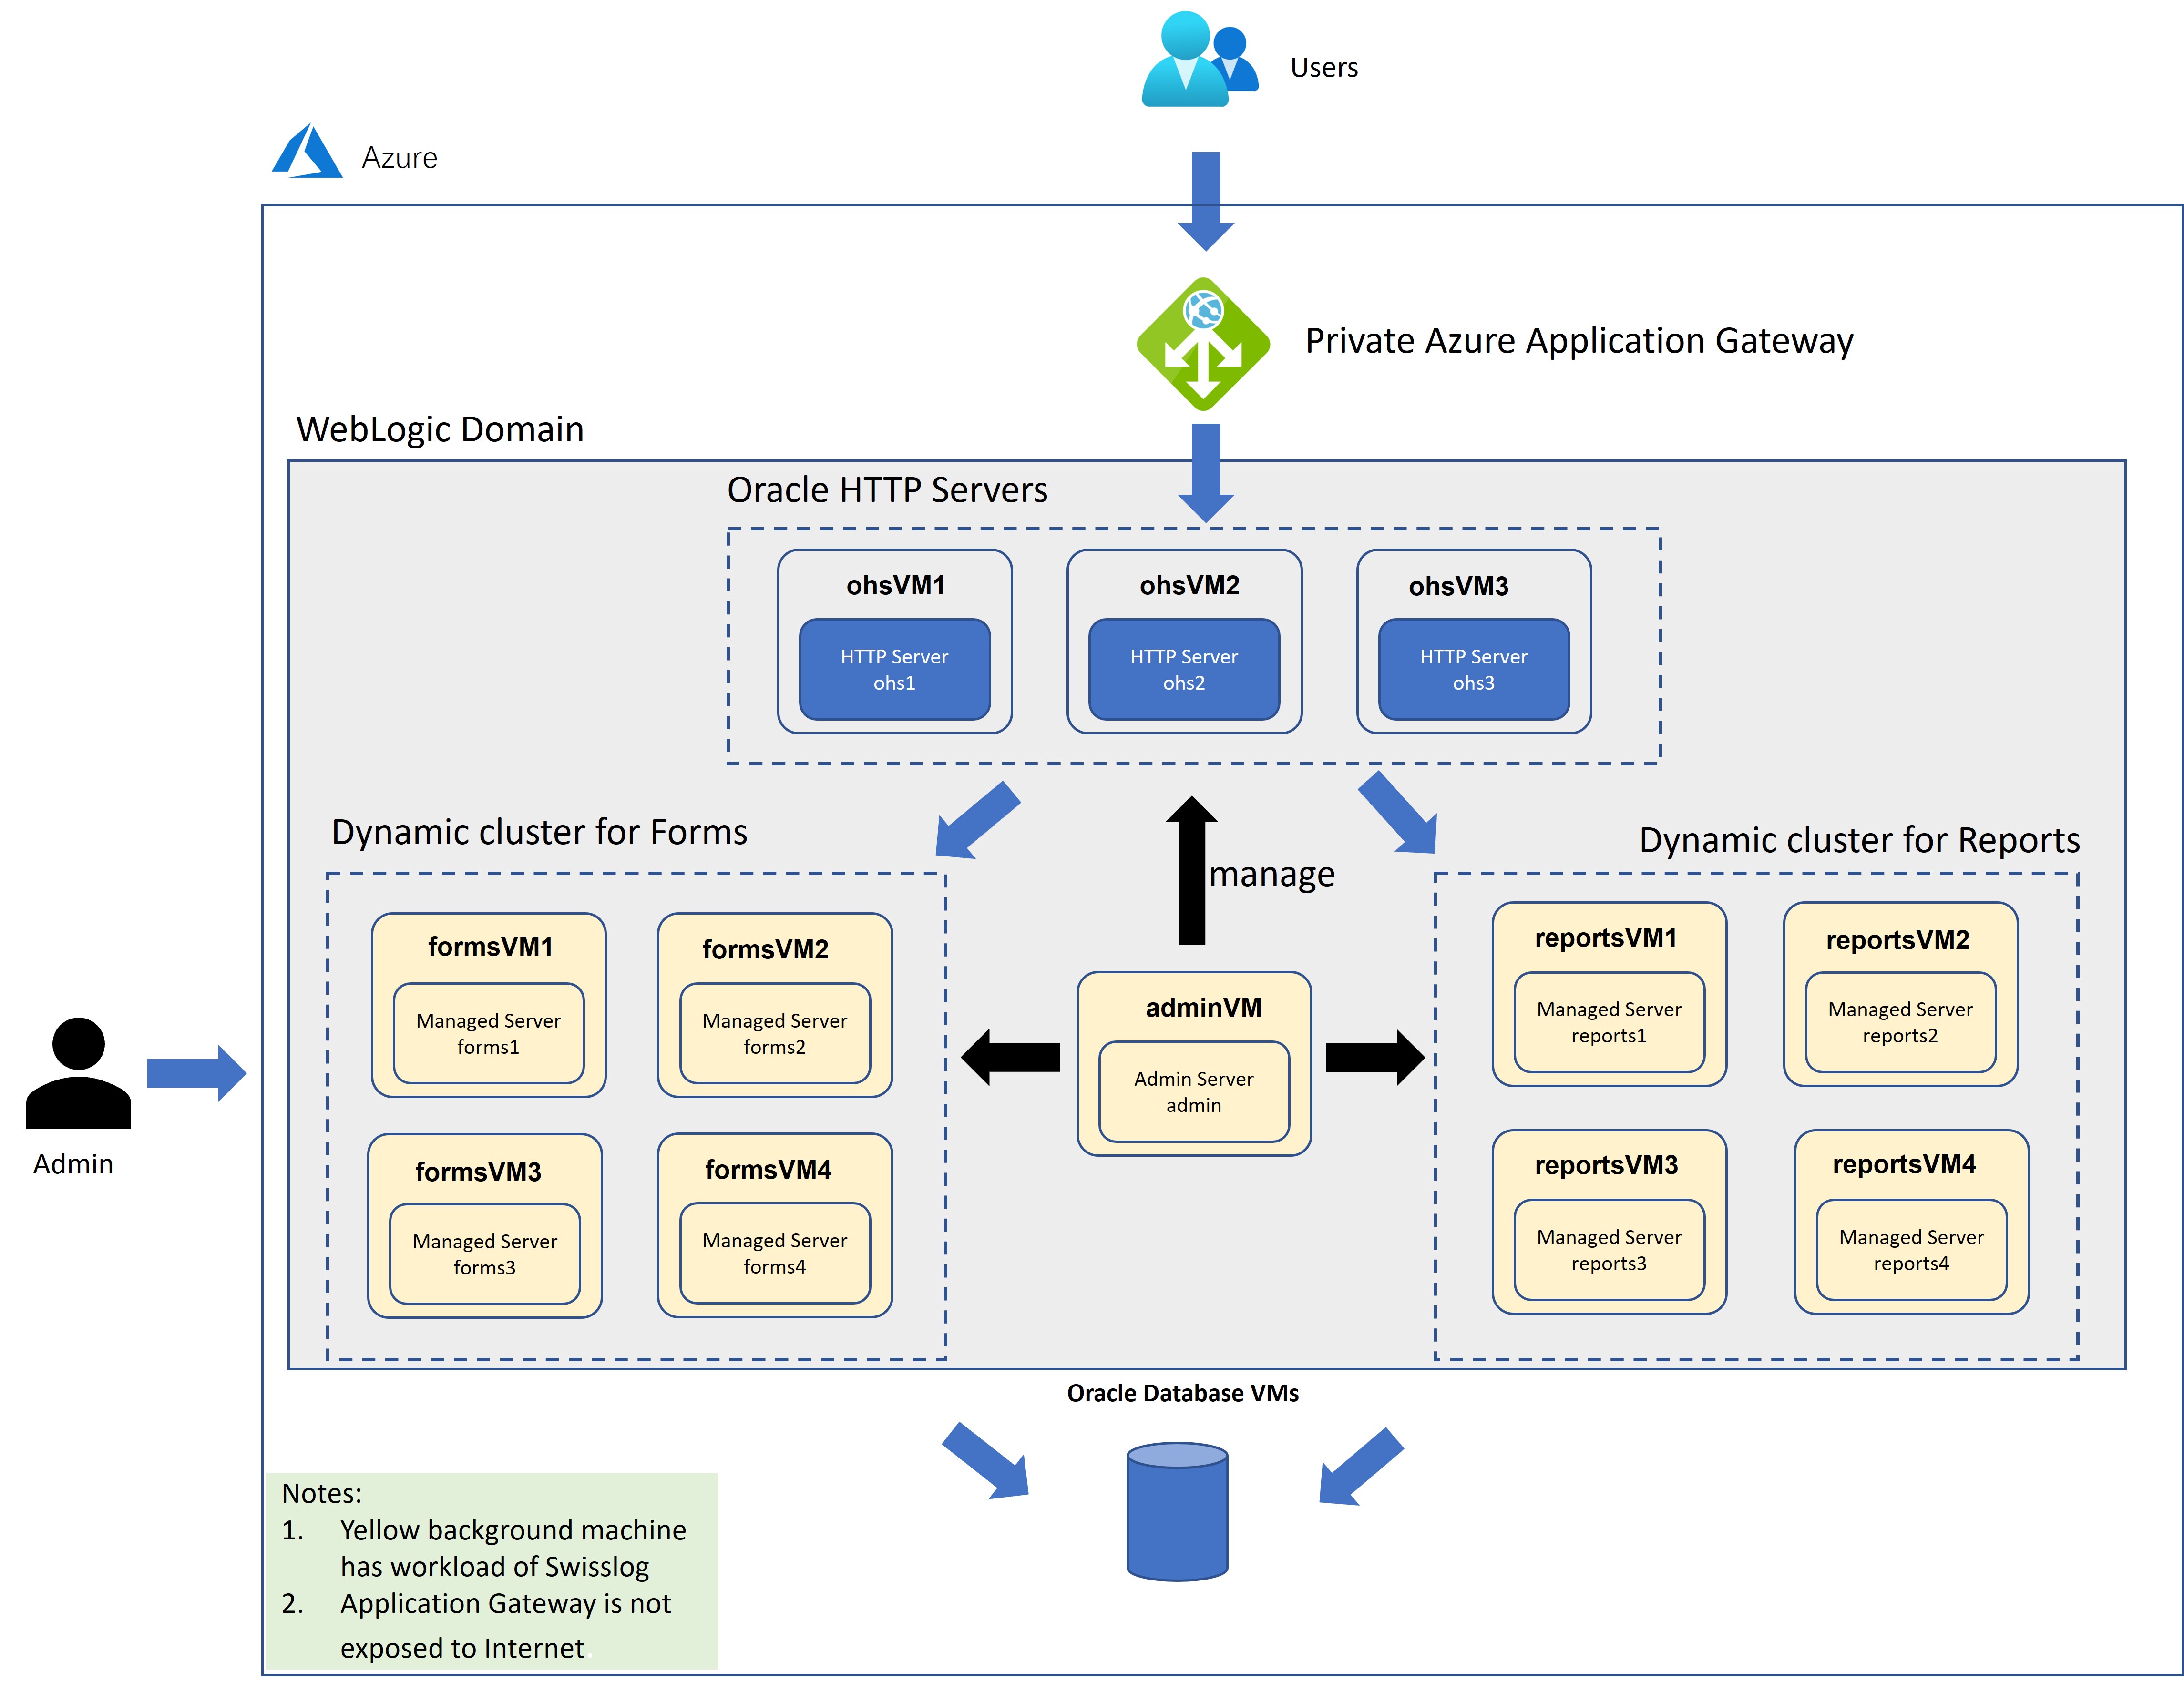 Users
Azure
Private Azure Application Gateway
WebLogic Domain
Oracle HTTP Servers
ohsVM1
HTTP Server
ohs1
ohsVM2
HTTP Server
ohs2
ohsVM3
HTTP Server
ohs3
Dynamic cluster for Forms
manage
Dynamic cluster for Reports
formsVM1
Managed Server
forms1
formsVM2
Managed Server
forms2
formsVM3
Managed Server
forms3
formsVM4
Managed Server
forms4
adminVM
Admin Server
admin
reportsVM1
Managed Server
reports1
reportsVM2
Managed Server
reports2
reportsVM3
Managed Server
reports3
reportsVM4
Managed Server
reports4
Admin
Oracle Database VMs
Notes:
1. Yellow background machine
has workload of Swisslog
2. Application Gateway is not
exposed to Internet.